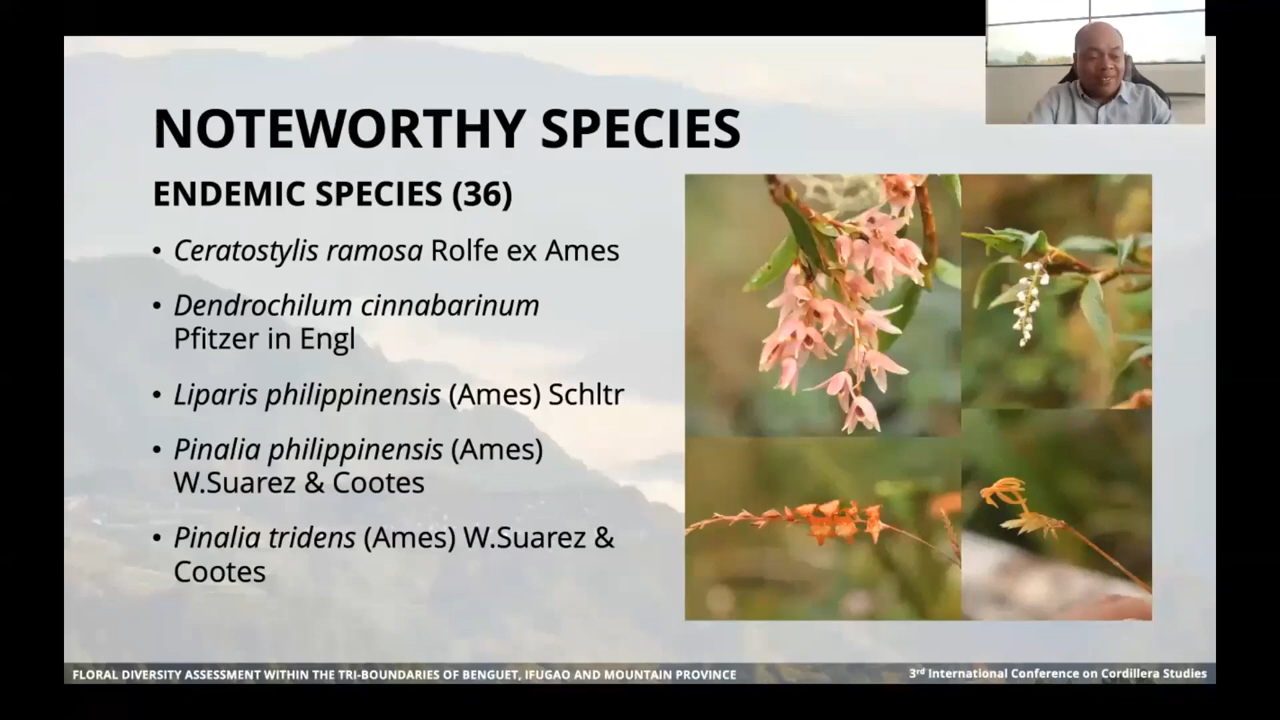 NOTEWORTHY SPECIES
ENDEMIC SPECIES (36)
• Ceratostylis ramosa Rolfe ex Ames
• Dendrochilum cinnabarinum
Pfitzer in Engl
• Liparis philippinensis (Ames) Schltr
• Pinalia philippinensis (Ames)
W.Suarez & Cootes
• Pinalia tridens (Ames) W.Suarez &
Cootes
FLORAL DIVERSITY ASSESSMENT WITHIN THE TRI-BOUNDARIES OF BENGUET, IFUGAO AND MOUNTAIN PROVINCE
3rd International Conference on Cordillera Studies